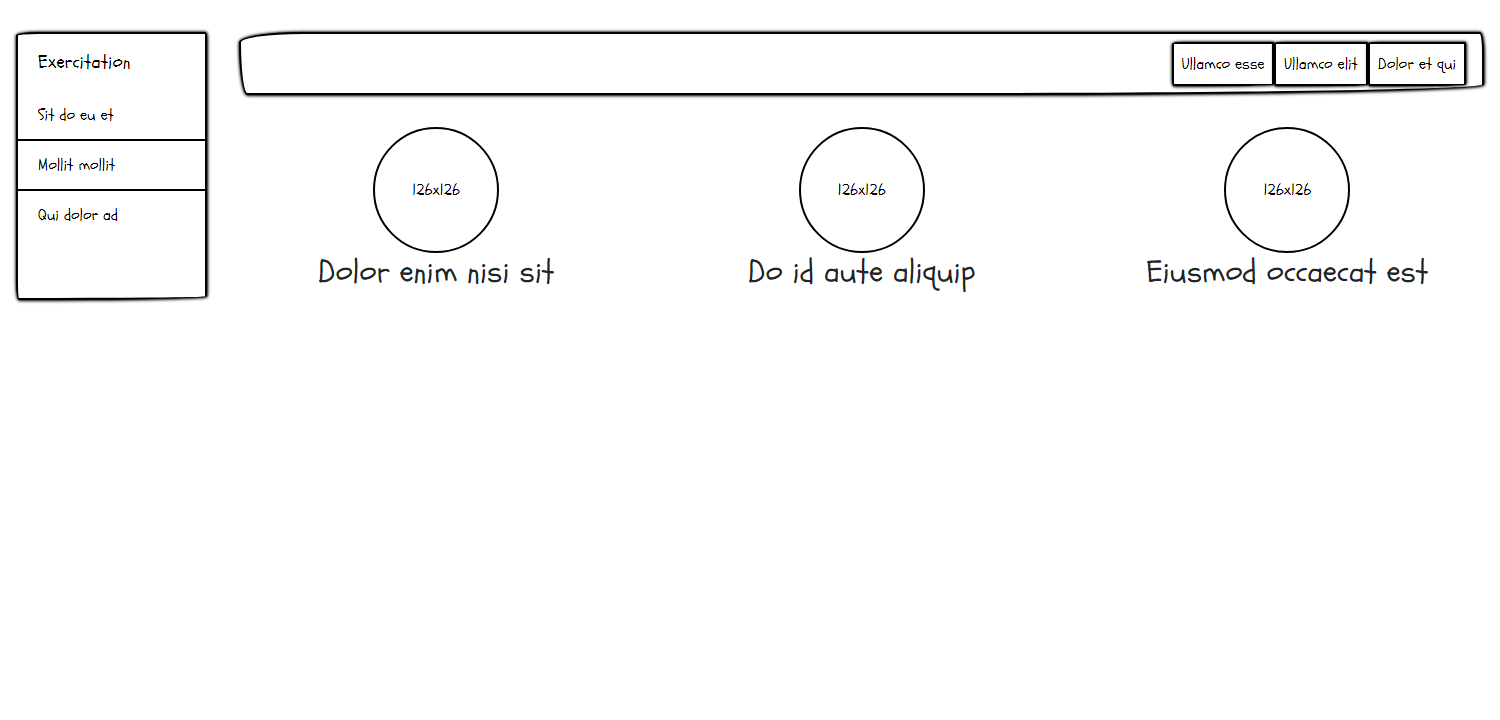 Exercitation
Sit do eu et
Mollit mollit
Qui dolor ad
Ullamco esse
Ullamco elit
Dolor et qui
126x126
Dolor enim nisi sit
126x126
Do id aute aliquip
126x126
Eiusmod occaecat est